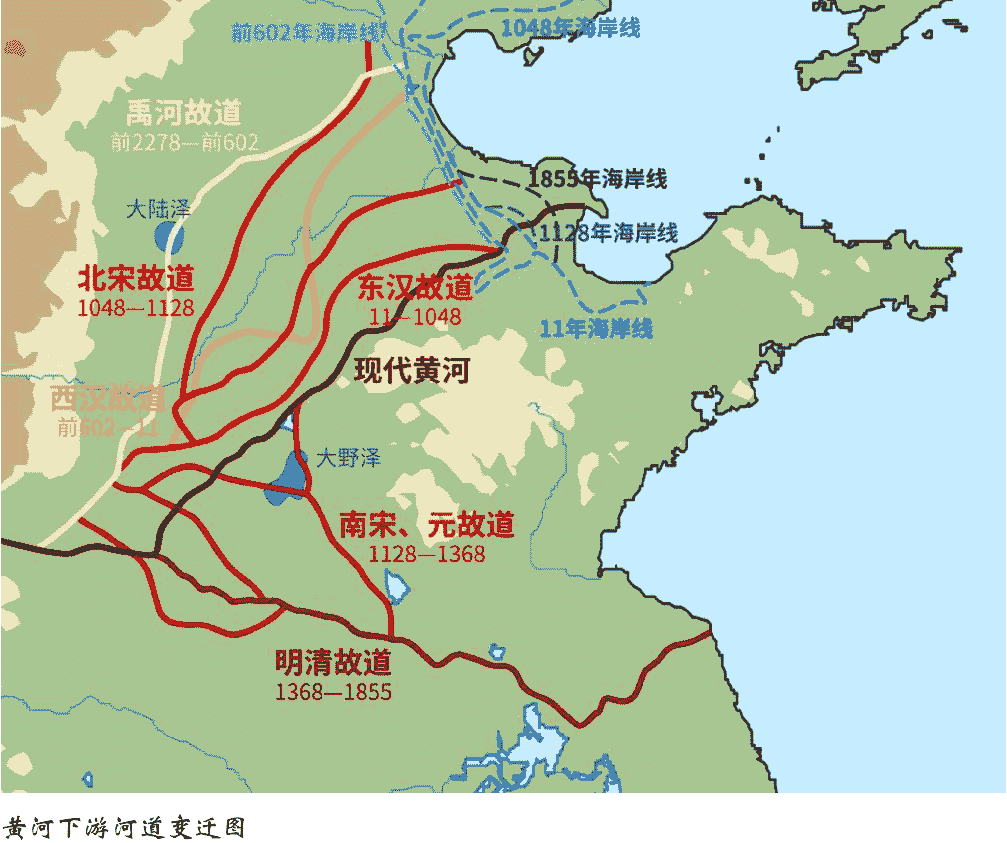 前602年海岸线
1048年海岸线
禹河故道
前2278—前602
1855年海岸线
大陆泽
1128年海岸线
北宋故道
1048—1128
东汉故道
11—1048
11年海岸线
现代黄河
西汉故道
前602—11
大野泽
南宋、元故道
1128—1368
明清故道
1368—1855
黄河下游河道变迁图